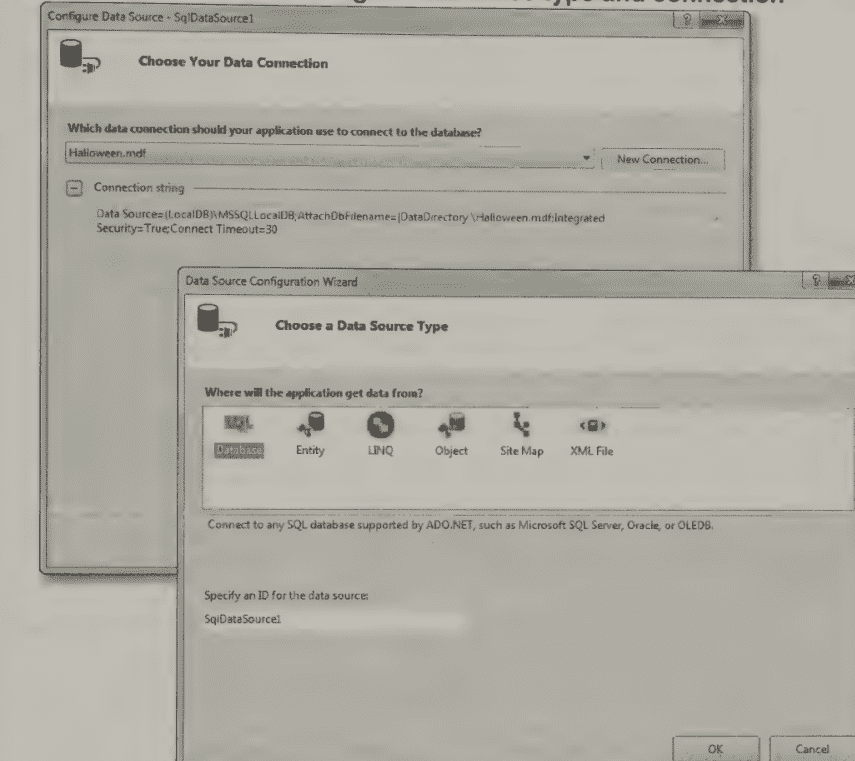 type and connection
Configure Data Source - SqlDataSource1
Choose Your Data Connection
Which data connection should your application use to connect to the database?
Halloween.mdf
New Connection...
Connection string
Data Source=(LocalDB)\MSSQLLocalDB;AttachDbFilename=|DataDirectory|\Halloween.mdf;Integrated
Security=True;Connect Timeout=30
Data Source Configuration Wizard
Choose a Data Source Type
Where will the application get data from?
SQL
Database Entity LINQ Object Site Map XML File
Connect to any SQL database supported by ADO.NET, such as Microsoft SQL Server, Oracle, or OLEDB.
Specify an ID for the data source:
SqlDataSource1
OK Cancel